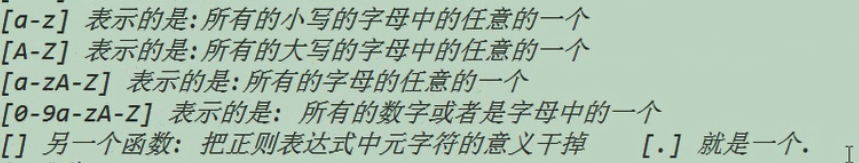 [a-z] 表示的是:所有的小写的字母中的任意的一个
[A-Z] 表示的是:所有的大写的字母中的任意的一个
[a-zA-Z] 表示的是:所有的字母的任意的一个
[0-9a-zA-Z] 表示的是: 所有的数字或者是字母中的一个
[] 另一个函数: 把正则表达式中元字符的意义干掉    [.] 就是一个.